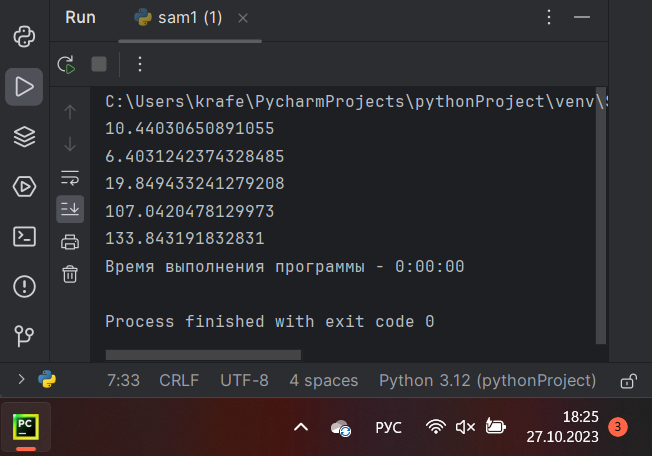 Run
sam1 (1)
C:\Users\krafe\PycharmProjects\pythonProject\venv\
10.44030650891055
6.4031242374328485
19.849433241279208
107.0420478129973
133.843191832831
Время выполнения программы - 0:00:00
Process finished with exit code 0
7:33 CRLF UTF-8 4 spaces Python 3.12 (pythonProject)
PC
РУС
18:25
27.10.2023
3